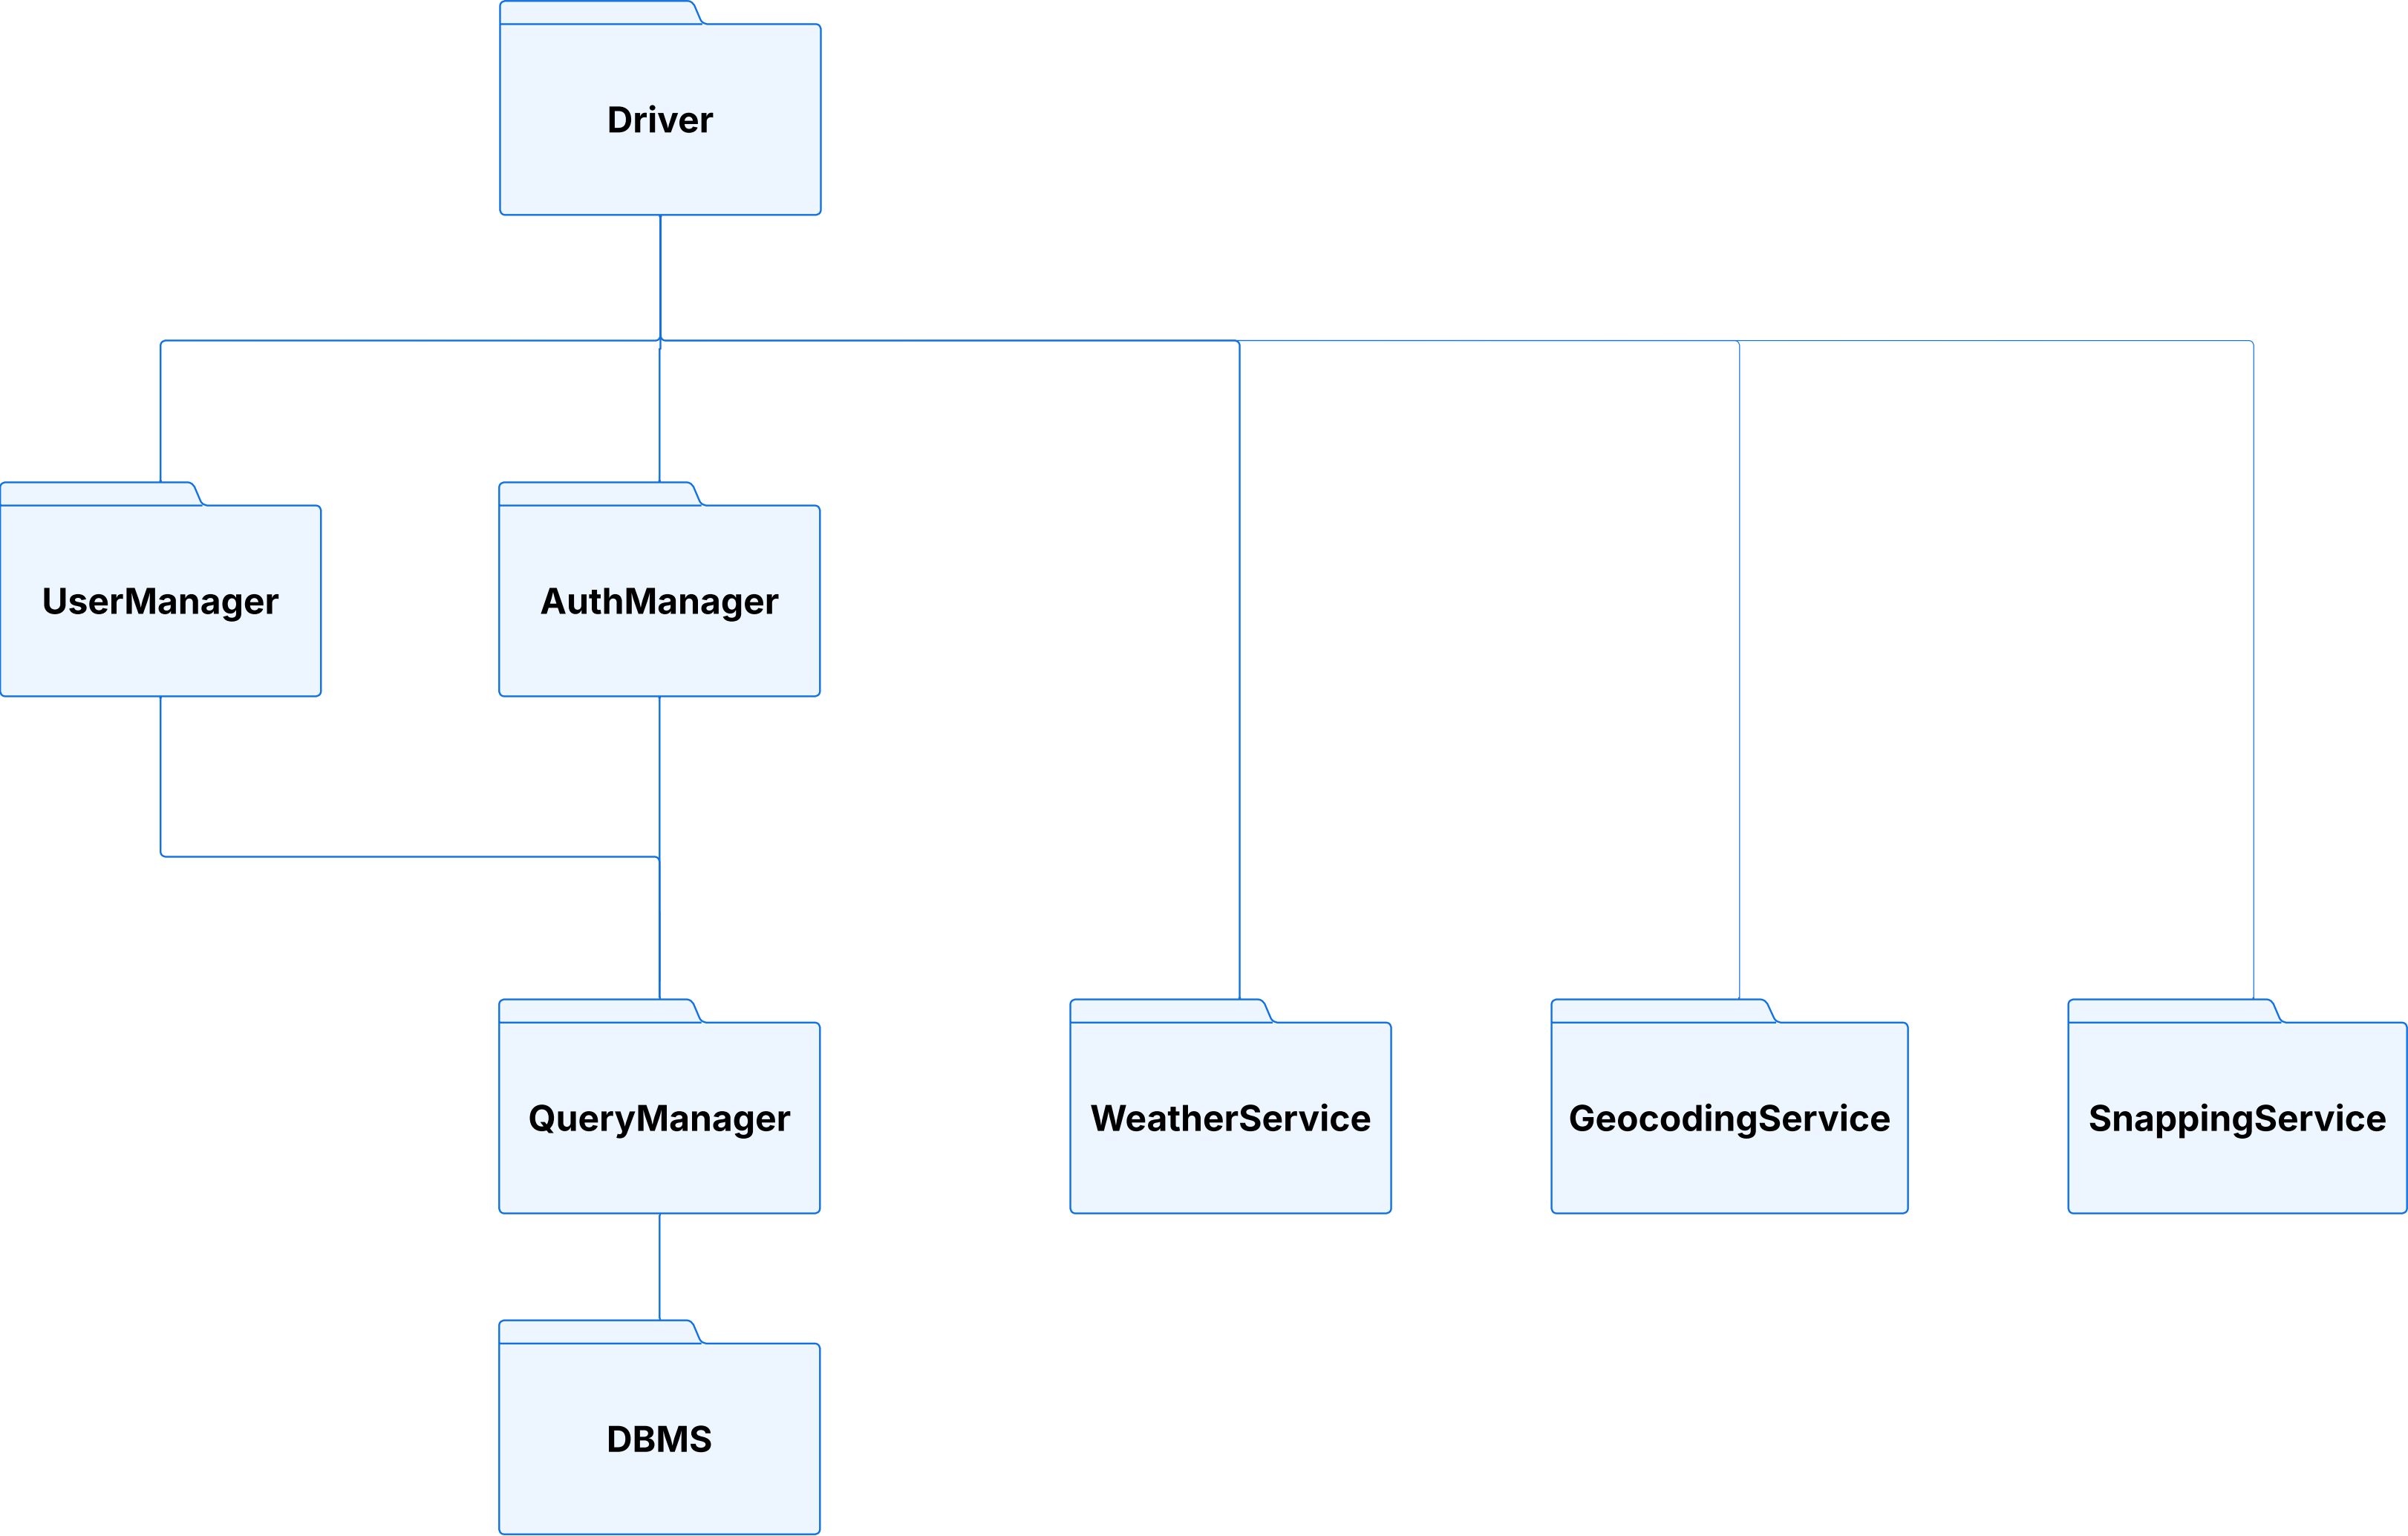 Driver
UserManager
AuthManager
QueryManager
WeatherService
GeocodingService
SnappingService
DBMS